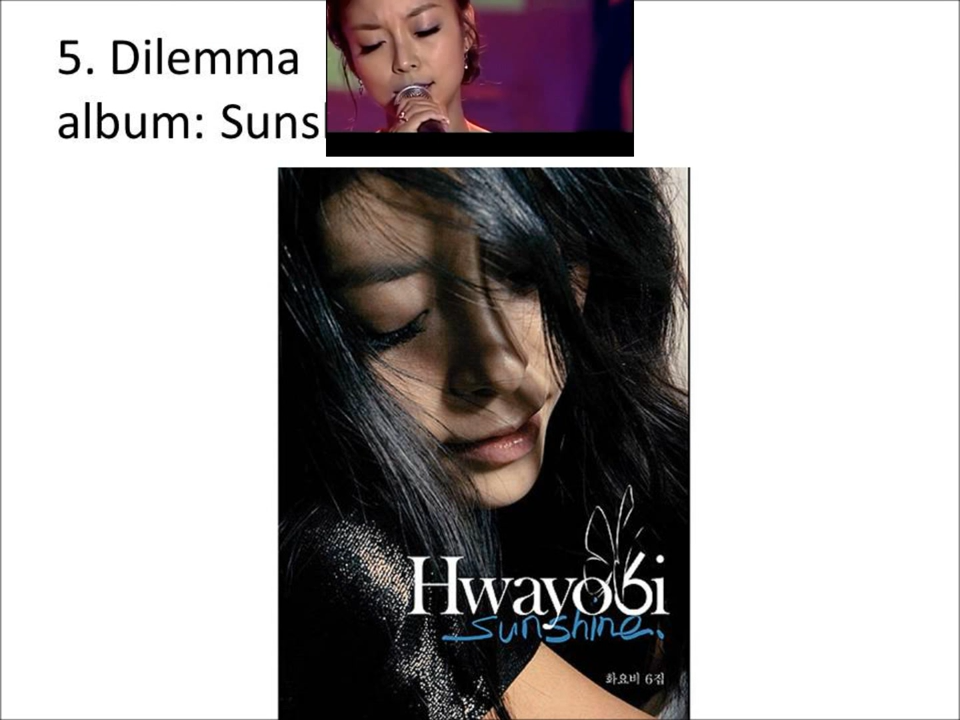 5. Dilemma
album: Suns
Hwayobi
sunshine.
화요비 6집